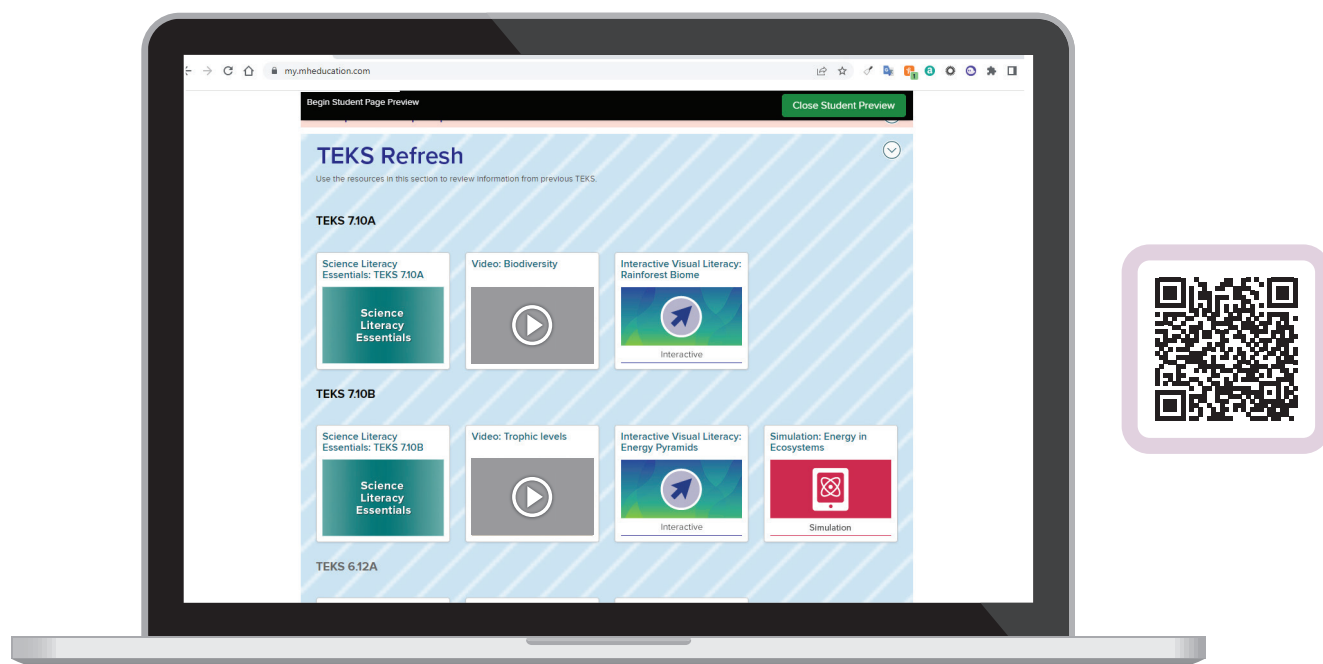 my.mheducation.com
Begin Student Page Preview
Close Student Preview
TEKS Refresh
Use the resources in this section to review information from previous TEKS.
TEKS 7.10A
Science Literacy
Essentials: TEKS 7.10A
Science
Literacy
Essentials
Video: Biodiversity
Interactive Visual Literacy:
Rainforest Biome
Interactive
TEKS 7.10B
Science Literacy
Essentials: TEKS 7.10B
Science
Literacy
Essentials
Video: Trophic levels
Interactive Visual Literacy:
Energy Pyramids
Interactive
Simulation: Energy in
Ecosystems
Simulation
TEKS 6.12A